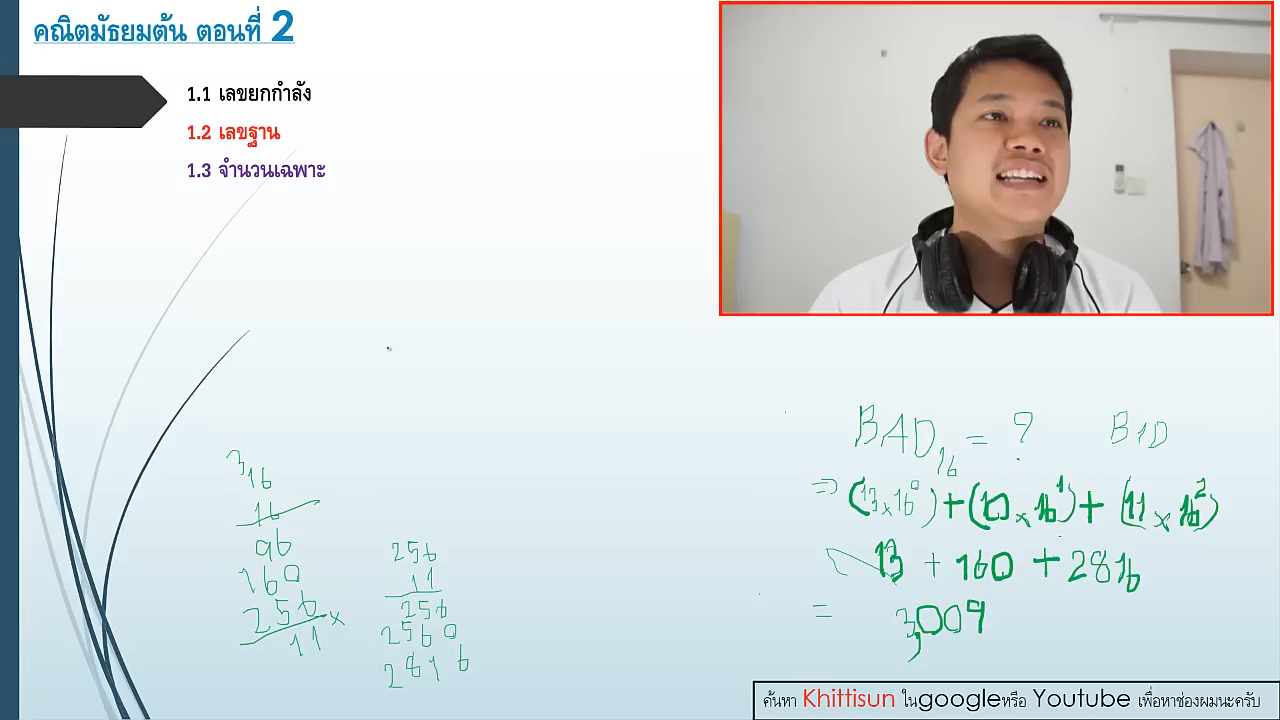 คณิตมัธยมต้น ตอนที่ 2
1.1 เลขยกกำลัง
1.2 เลขฐาน
1.3 จำนวนเฉพาะ
BAD16 = ? BAD
⇒ (13×16⁰) + (10×16¹) + (11×16²)
13 + 160 + 2816
= 3,009
3
16
16
96
160
256 ×
11
256
11
256
2560
2816
ค้นหา Khittisun ในgoogleหรือ Youtube เพื่อหาช่องผมนะครับ